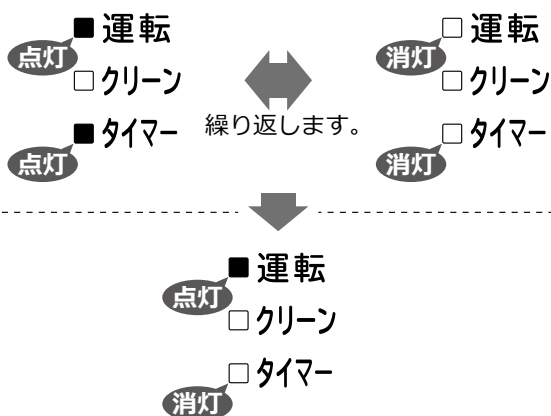 ■運転
点灯
□クリーン
■タイマー
点灯
繰り返します。
□運転
消灯
□クリーン
□タイマー
消灯
■運転
点灯
□クリーン
□タイマー
消灯